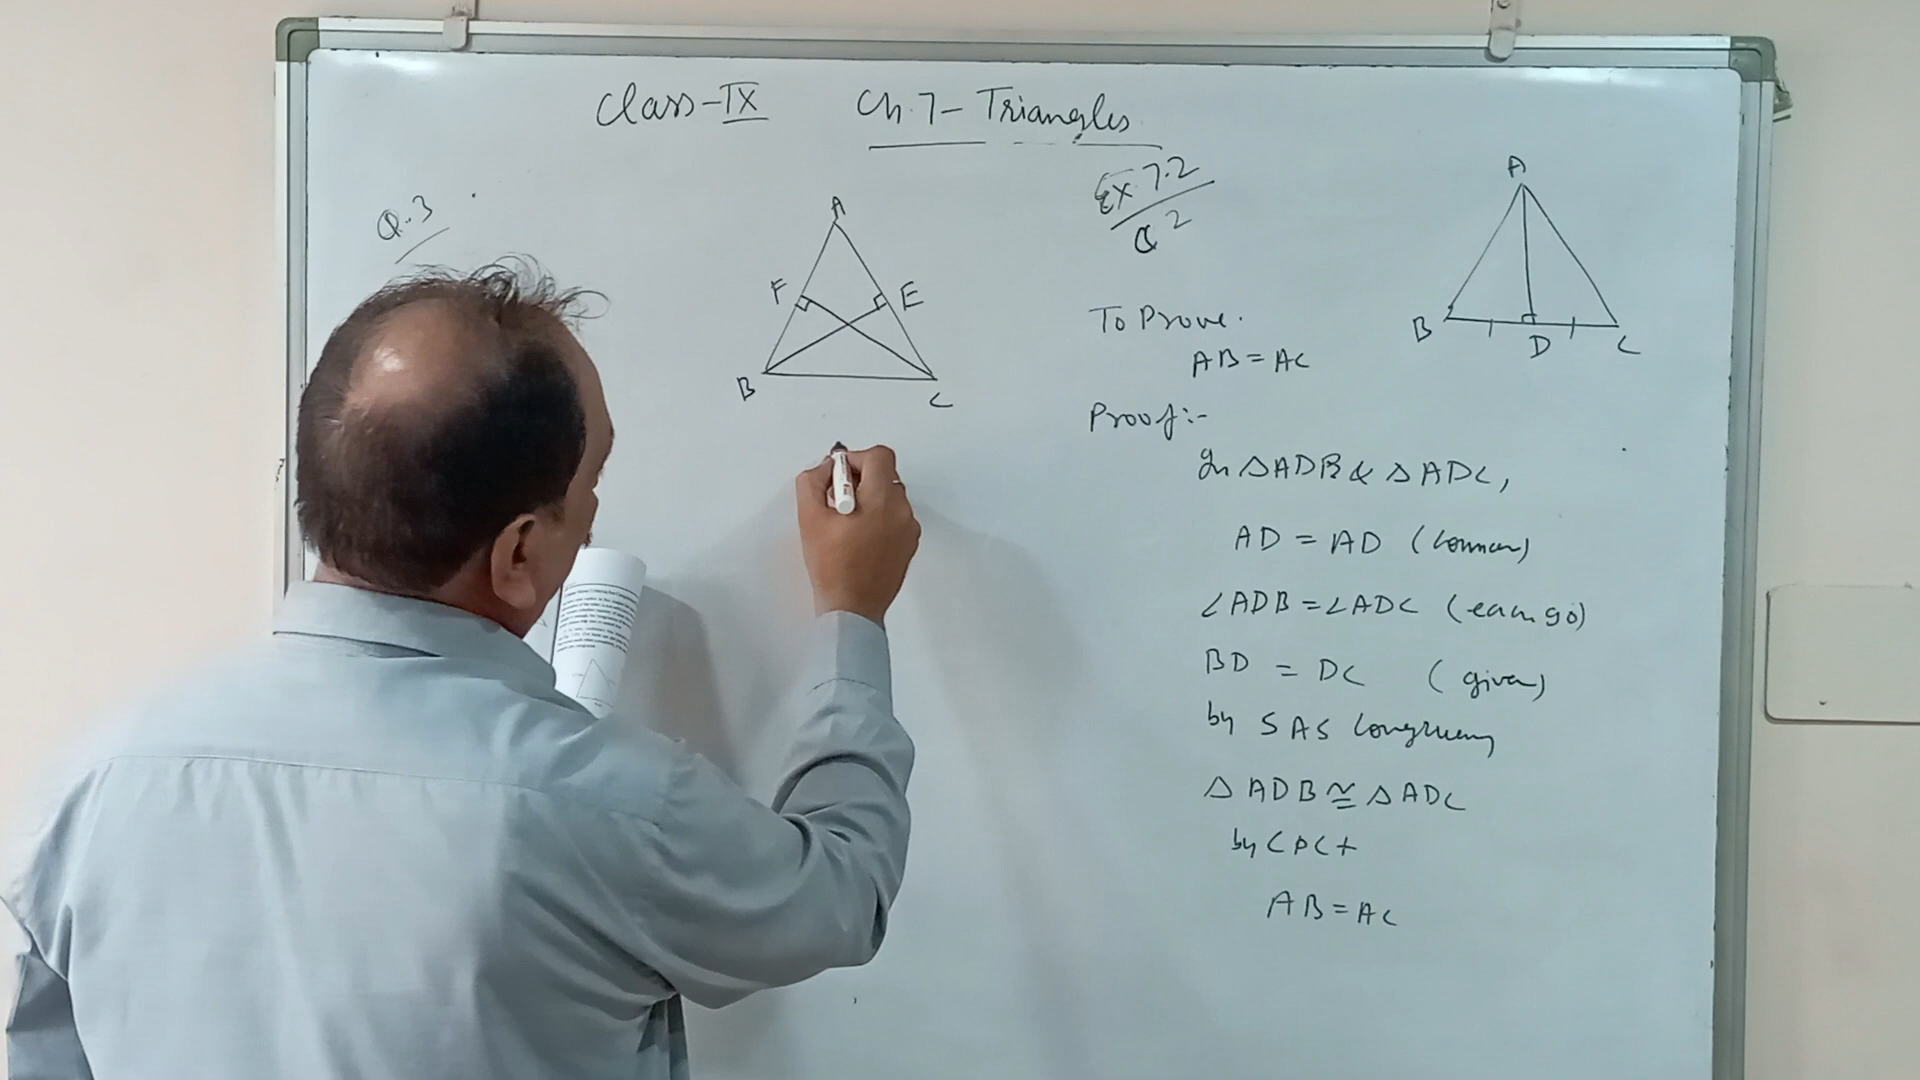 Class-IX Ch.7- Triangles
Q.3
A
F
E
B
C
Ex 7.2
Q 2
A
B
D
C
To Prove.
AB = AC
Proof:-
In △ADB & △ADC,
AD = AD (common)
∠ADB = ∠ADC (each 90)
BD = DC (given)
by SAS Congruency
△ADB ≅ △ADC
by CPCT
AB = AC